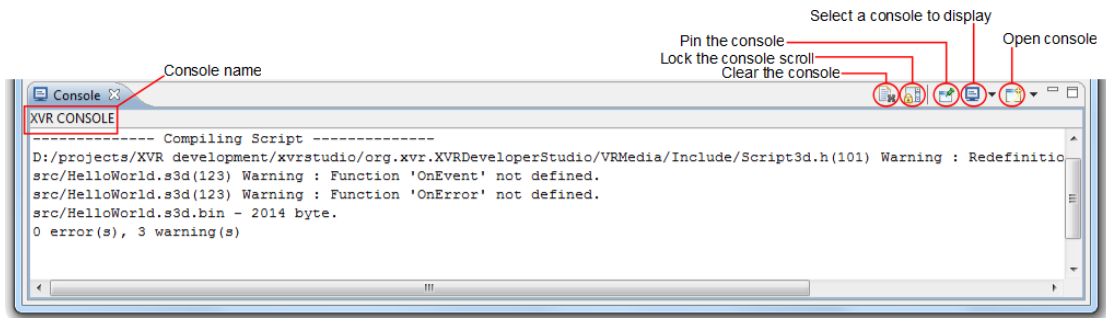 Select a console to display
Pin the console
Open console
Lock the console scroll
Console name
Clear the console
Console
XVR CONSOLE
-------------- Compiling Script --------------
D:/projects/XVR development/xvrstudio/org.xvr.XVRDeveloperStudio/VRMedia/Include/Script3d.h(101) Warning : Redefinitio
src/HelloWorld.s3d(123) Warning : Function 'OnEvent' not defined.
src/HelloWorld.s3d(123) Warning : Function 'OnError' not defined.
src/HelloWorld.s3d.bin - 2014 byte.
0 error(s), 3 warning(s)